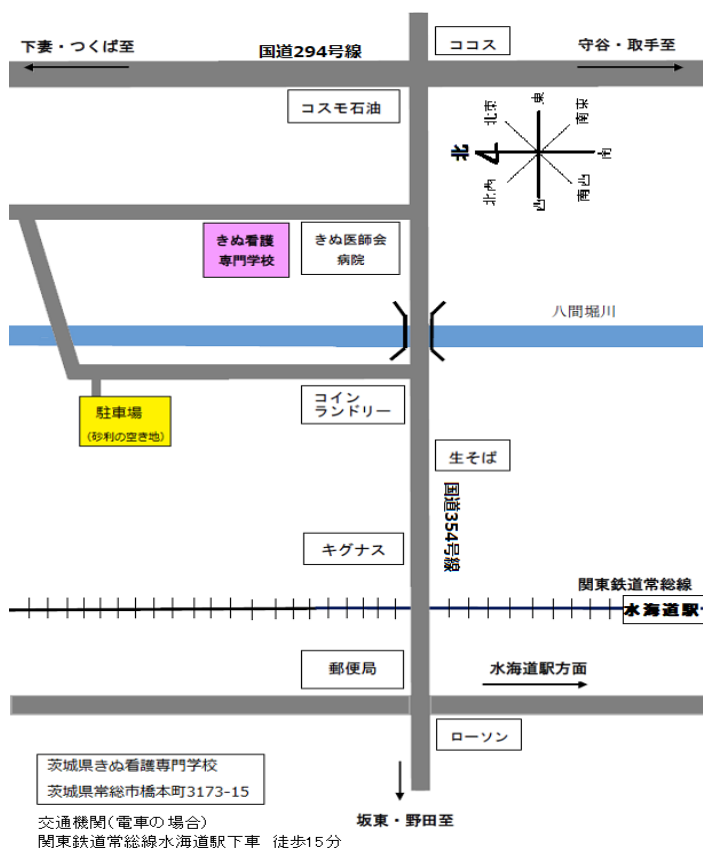 ココス
下妻・つくば至
国道294号線
守谷・取手至
コスモ石油
東
北東
南東
北
南
北西
南西
西
きぬ看護
専門学校
きぬ医師会
病院
八間堀川
コイン
ランドリー
駐車場
(砂利の空き地)
生そば
国道354号線
キグナス
関東鉄道常総線
水海道駅
郵便局
水海道駅方面
ローソン
茨城県きぬ看護専門学校
茨城県常総市橋本町3173-15
坂東・野田至
交通機関(電車の場合)
関東鉄道常総線水海道駅下車 徒歩15分